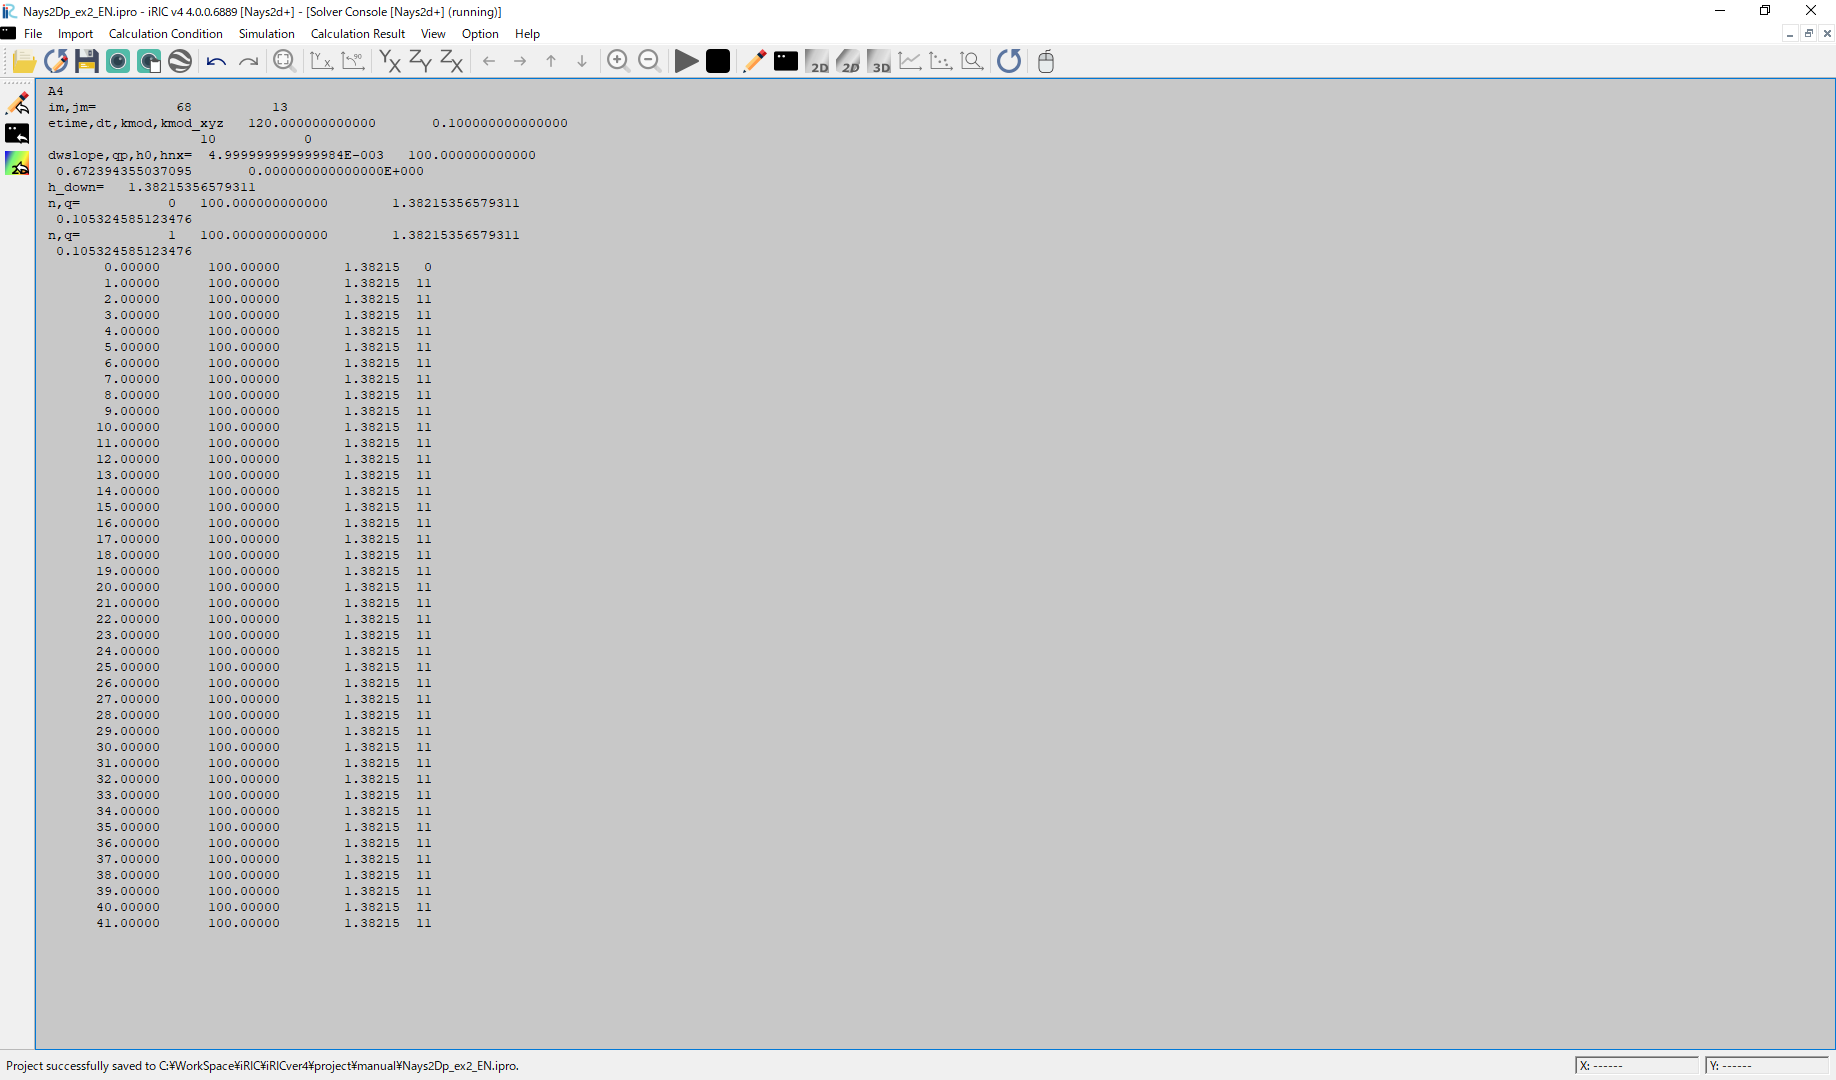 Nays2Dp_ex2_EN.ipro - iRIC v4 4.0.0.6889 [Nays2d+] - [Solver Console [Nays2d+] (running)]
File Import Calculation Condition Simulation Calculation Result View Option Help
A4
im,jm= 68 13
etime,dt,kmod,kmod_xyz 120.000000000000 0.100000000000000
10 0
dwslope,qp,h0,hnx= 4.999999999999984E-003 100.000000000000
0.672394355037095 0.000000000000000E+000
h_down= 1.38215356579311
n,q= 0 100.000000000000 1.38215356579311
0.105324585123476
n,q= 1 100.000000000000 1.38215356579311
0.105324585123476
0.00000 100.00000 1.38215 0
1.00000 100.00000 1.38215 11
2.00000 100.00000 1.38215 11
3.00000 100.00000 1.38215 11
4.00000 100.00000 1.38215 11
5.00000 100.00000 1.38215 11
6.00000 100.00000 1.38215 11
7.00000 100.00000 1.38215 11
8.00000 100.00000 1.38215 11
9.00000 100.00000 1.38215 11
10.00000 100.00000 1.38215 11
11.00000 100.00000 1.38215 11
12.00000 100.00000 1.38215 11
13.00000 100.00000 1.38215 11
14.00000 100.00000 1.38215 11
15.00000 100.00000 1.38215 11
16.00000 100.00000 1.38215 11
17.00000 100.00000 1.38215 11
18.00000 100.00000 1.38215 11
19.00000 100.00000 1.38215 11
20.00000 100.00000 1.38215 11
21.00000 100.00000 1.38215 11
22.00000 100.00000 1.38215 11
23.00000 100.00000 1.38215 11
24.00000 100.00000 1.38215 11
25.00000 100.00000 1.38215 11
26.00000 100.00000 1.38215 11
27.00000 100.00000 1.38215 11
28.00000 100.00000 1.38215 11
29.00000 100.00000 1.38215 11
30.00000 100.00000 1.38215 11
31.00000 100.00000 1.38215 11
32.00000 100.00000 1.38215 11
33.00000 100.00000 1.38215 11
34.00000 100.00000 1.38215 11
35.00000 100.00000 1.38215 11
36.00000 100.00000 1.38215 11
37.00000 100.00000 1.38215 11
38.00000 100.00000 1.38215 11
39.00000 100.00000 1.38215 11
40.00000 100.00000 1.38215 11
41.00000 100.00000 1.38215 11
Project successfully saved to C:¥WorkSpace¥iRIC¥iRICver4¥project¥manual¥Nays2Dp_ex2_EN.ipro. X: ------ Y: ------